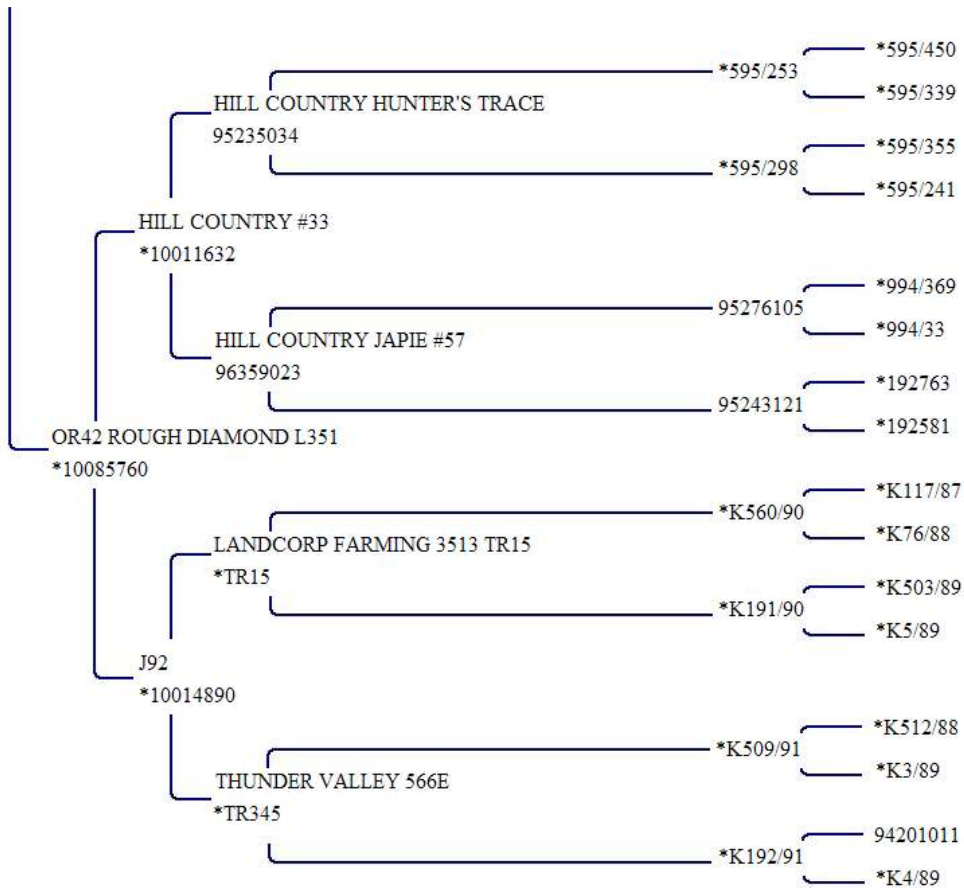 *595/450
*595/253
*595/339
HILL COUNTRY HUNTER'S TRACE
95235034
*595/355
*595/298
*595/241
HILL COUNTRY #33
*10011632
*994/369
95276105
*994/33
HILL COUNTRY JAPIE #57
96359023
*192763
95243121
*192581
OR42 ROUGH DIAMOND L351
*10085760
*K117/87
*K560/90
*K76/88
LANDCORP FARMING 3513 TR15
*TR15
*K503/89
*K191/90
*K5/89
J92
*10014890
*K512/88
*K509/91
*K3/89
THUNDER VALLEY 566E
*TR345
94201011
*K192/91
*K4/89